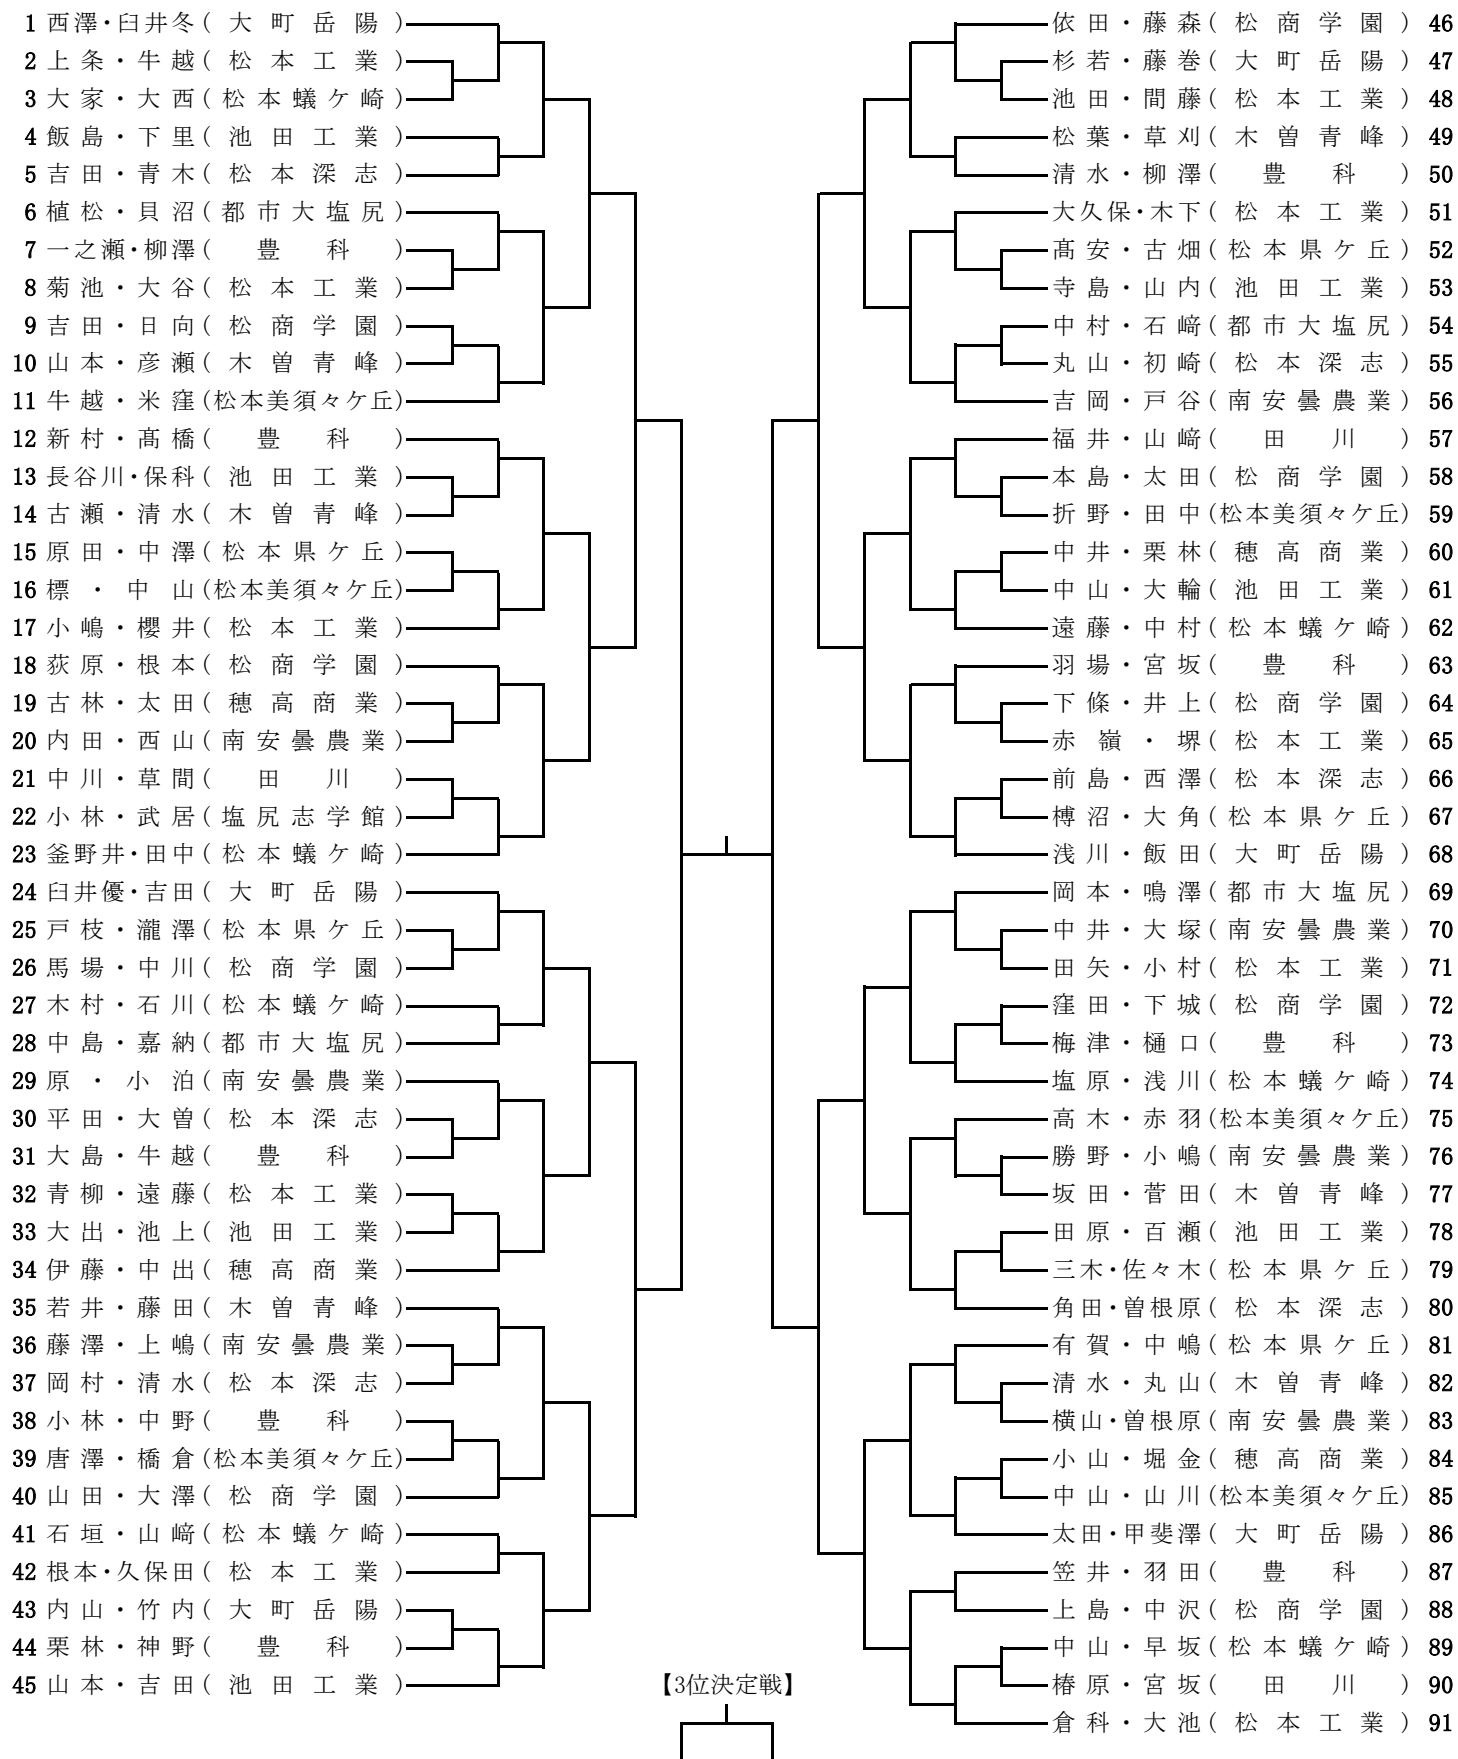 1 西澤・臼井冬(大町岳陽)
2 上条・牛越(松本工業)
3 大家・大西(松本蟻ケ崎)
4 飯島・下里(池田工業)
5 吉田・青木(松本深志)
6 植松・貝沼(都市大塩尻)
7 一之瀬・柳澤(豊科)
8 菊池・大谷(松本工業)
9 吉田・日向(松商学園)
10 山本・彦瀬(木曽青峰)
11 牛越・米窪(松本美須々ケ丘)
12 新村・髙橋(豊科)
13 長谷川・保科(池田工業)
14 古瀬・清水(木曽青峰)
15 原田・中澤(松本県ケ丘)
16 標・中山(松本美須々ケ丘)
17 小嶋・櫻井(松本工業)
18 荻原・根本(松商学園)
19 古林・太田(穂高商業)
20 内田・西山(南安曇農業)
21 中川・草間(田川)
22 小林・武居(塩尻志学館)
23 釜野井・田中(松本蟻ケ崎)
24 臼井優・吉田(大町岳陽)
25 戸枝・瀧澤(松本県ケ丘)
26 馬場・中川(松商学園)
27 木村・石川(松本蟻ケ崎)
28 中島・嘉納(都市大塩尻)
29 原・小泊(南安曇農業)
30 平田・大曽(松本深志)
31 大島・牛越(豊科)
32 青柳・遠藤(松本工業)
33 大出・池上(池田工業)
34 伊藤・中出(穂高商業)
35 若井・藤田(木曽青峰)
36 藤澤・上嶋(南安曇農業)
37 岡村・清水(松本深志)
38 小林・中野(豊科)
39 唐澤・橋倉(松本美須々ケ丘)
40 山田・大澤(松商学園)
41 石垣・山﨑(松本蟻ケ崎)
42 根本・久保田(松本工業)
43 内山・竹内(大町岳陽)
44 栗林・神野(豊科)
45 山本・吉田(池田工業)
【3位決定戦】
依田・藤森(松商学園) 46
杉若・藤巻(大町岳陽) 47
池田・間藤(松本工業) 48
松葉・草刈(木曽青峰) 49
清水・柳澤(豊科) 50
大久保・木下(松本工業) 51
髙安・古畑(松本県ケ丘) 52
寺島・山内(池田工業) 53
中村・石﨑(都市大塩尻) 54
丸山・初崎(松本深志) 55
吉岡・戸谷(南安曇農業) 56
福井・山﨑(田川) 57
本島・太田(松商学園) 58
折野・田中(松本美須々ケ丘) 59
中井・栗林(穂高商業) 60
中山・大輪(池田工業) 61
遠藤・中村(松本蟻ケ崎) 62
羽場・宮坂(豊科) 63
下條・井上(松商学園) 64
赤嶺・堺(松本工業) 65
前島・西澤(松本深志) 66
榑沼・大角(松本県ケ丘) 67
浅川・飯田(大町岳陽) 68
岡本・鳴澤(都市大塩尻) 69
中井・大塚(南安曇農業) 70
田矢・小村(松本工業) 71
窪田・下城(松商学園) 72
梅津・樋口(豊科) 73
塩原・浅川(松本蟻ケ崎) 74
高木・赤羽(松本美須々ケ丘) 75
勝野・小嶋(南安曇農業) 76
坂田・菅田(木曽青峰) 77
田原・百瀬(池田工業) 78
三木・佐々木(松本県ケ丘) 79
角田・曽根原(松本深志) 80
有賀・中嶋(松本県ケ丘) 81
清水・丸山(木曽青峰) 82
横山・曽根原(南安曇農業) 83
小山・堀金(穂高商業) 84
中山・山川(松本美須々ケ丘) 85
太田・甲斐澤(大町岳陽) 86
笠井・羽田(豊科) 87
上島・中沢(松商学園) 88
中山・早坂(松本蟻ケ崎) 89
椿原・宮坂(田川) 90
倉科・大池(松本工業) 91